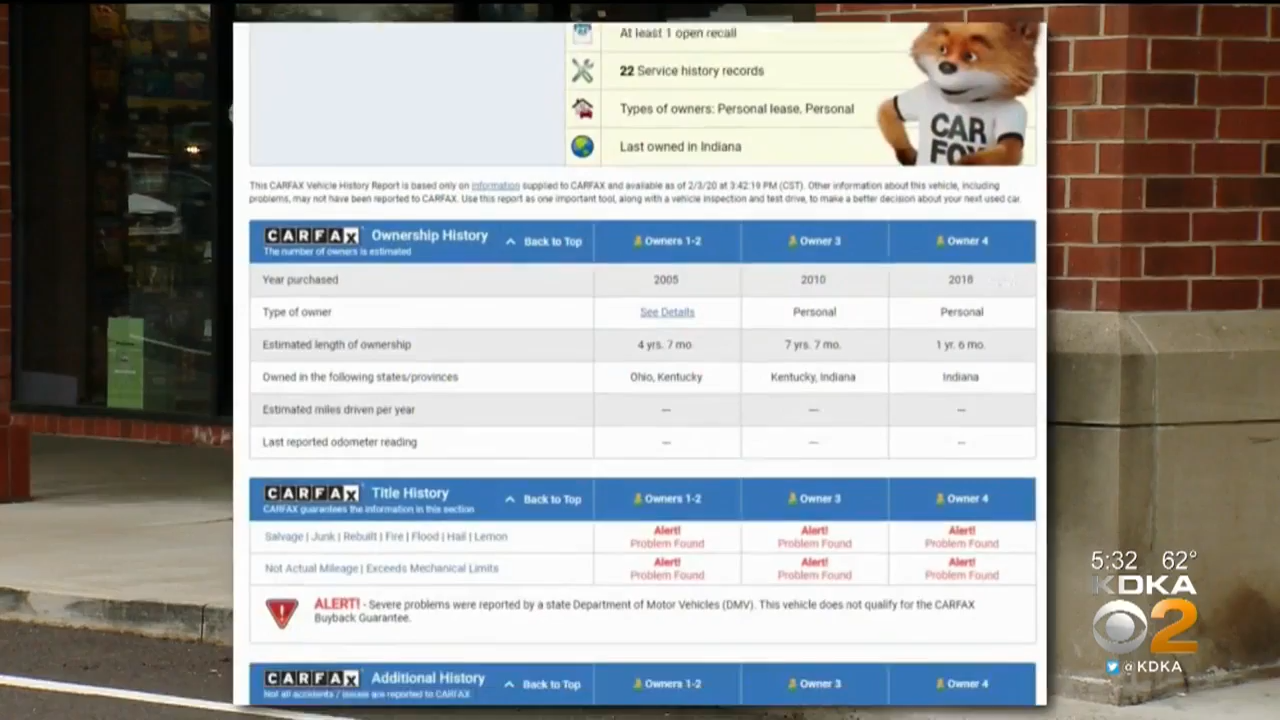 At least 1 open recall
22 Service history records
Types of owners: Personal lease, Personal
Last owned in Indiana
CAR
FOX
This CARFAX Vehicle History Report is based only on information supplied to CARFAX and available as of 2/3/20 at 3:42:19 PM (CST). Other information about this vehicle, including
problems, may not have been reported to CARFAX. Use this report as one important tool, along with a vehicle inspection and test drive, to make a better decision about your next used car.
CARFAX Ownership History Back to Top Owners 1-2 Owner 3 Owner 4
The number of owners is estimated
Year purchased 2005 2010 2018
Type of owner See Details Personal Personal
Estimated length of ownership 4 yrs. 7 mo. 7 yrs. 7 mo. 1 yr. 6 mo.
Owned in the following states/provinces Ohio, Kentucky Kentucky, Indiana Indiana
Estimated miles driven per year --- --- ---
Last reported odometer reading --- --- ---
CARFAX Title History Back to Top Owners 1-2 Owner 3 Owner 4
CARFAX guarantees the information in this section
Salvage | Junk | Rebuilt | Fire | Flood | Hail | Lemon Alert! Alert! Alert!
Problem Found Problem Found Problem Found
Not Actual Mileage | Exceeds Mechanical Limits Alert! Alert! Alert!
Problem Found Problem Found Problem Found
ALERT! - Severe problems were reported by a state Department of Motor Vehicles (DMV). This vehicle does not qualify for the CARFAX
Buyback Guarantee.
CARFAX Additional History Back to Top Owners 1-2 Owner 3 Owner 4
Not all accidents / issues are reported to CARFAX
5:32 62°
KDKA
2
@KDKA